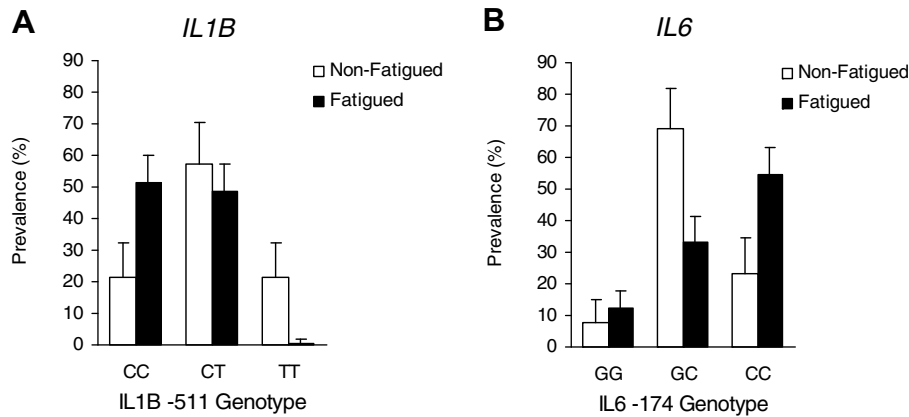 A
IL1B
Non-Fatigued
Fatigued
Prevalence (%)
90
80
70
60
50
40
30
20
10
0
CC CT TT
IL1B -511 Genotype
B
IL6
Non-Fatigued
Fatigued
Prevalence (%)
90
80
70
60
50
40
30
20
10
0
GG GC CC
IL6 -174 Genotype